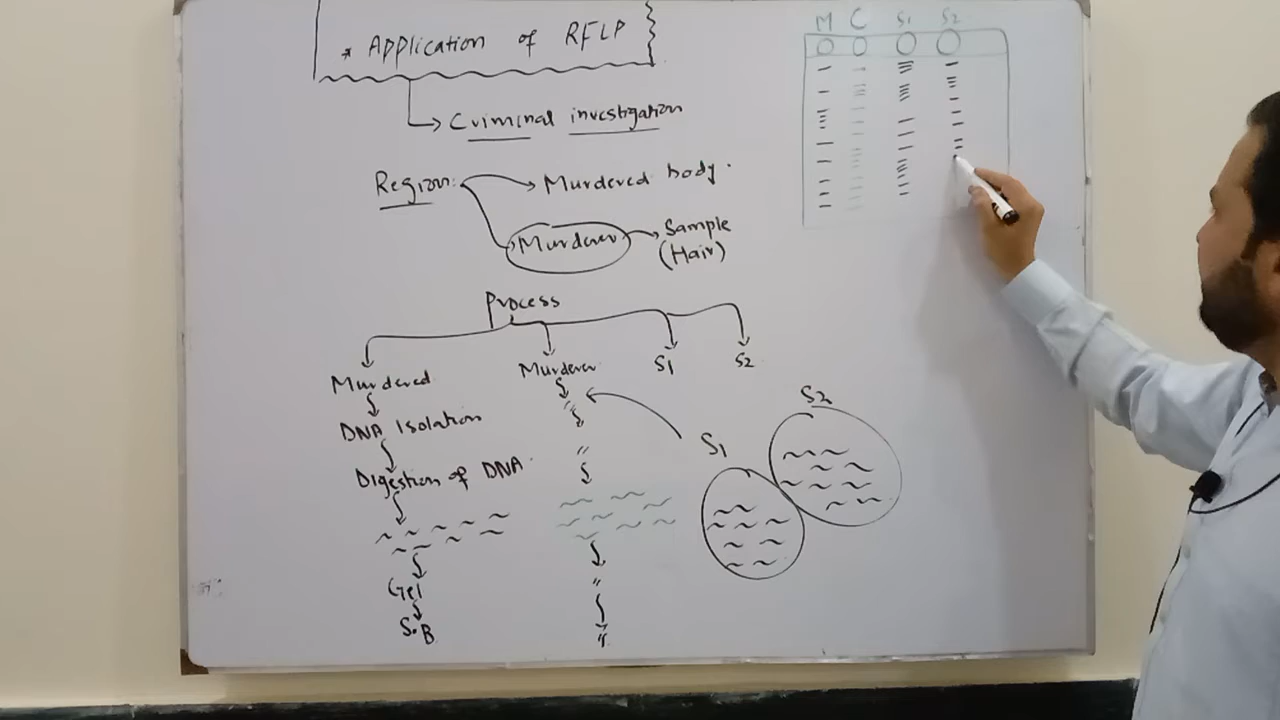 * Application of RFLP
Criminal investigation
Region:
Murdered body.
Murderer
Sample
(Hair)
Process
Murdered
Murderer
S1
S2
DNA Isolation
Digestion of DNA
Gel
S.B
"
"
"
"
S1
S2
M C S1 S2